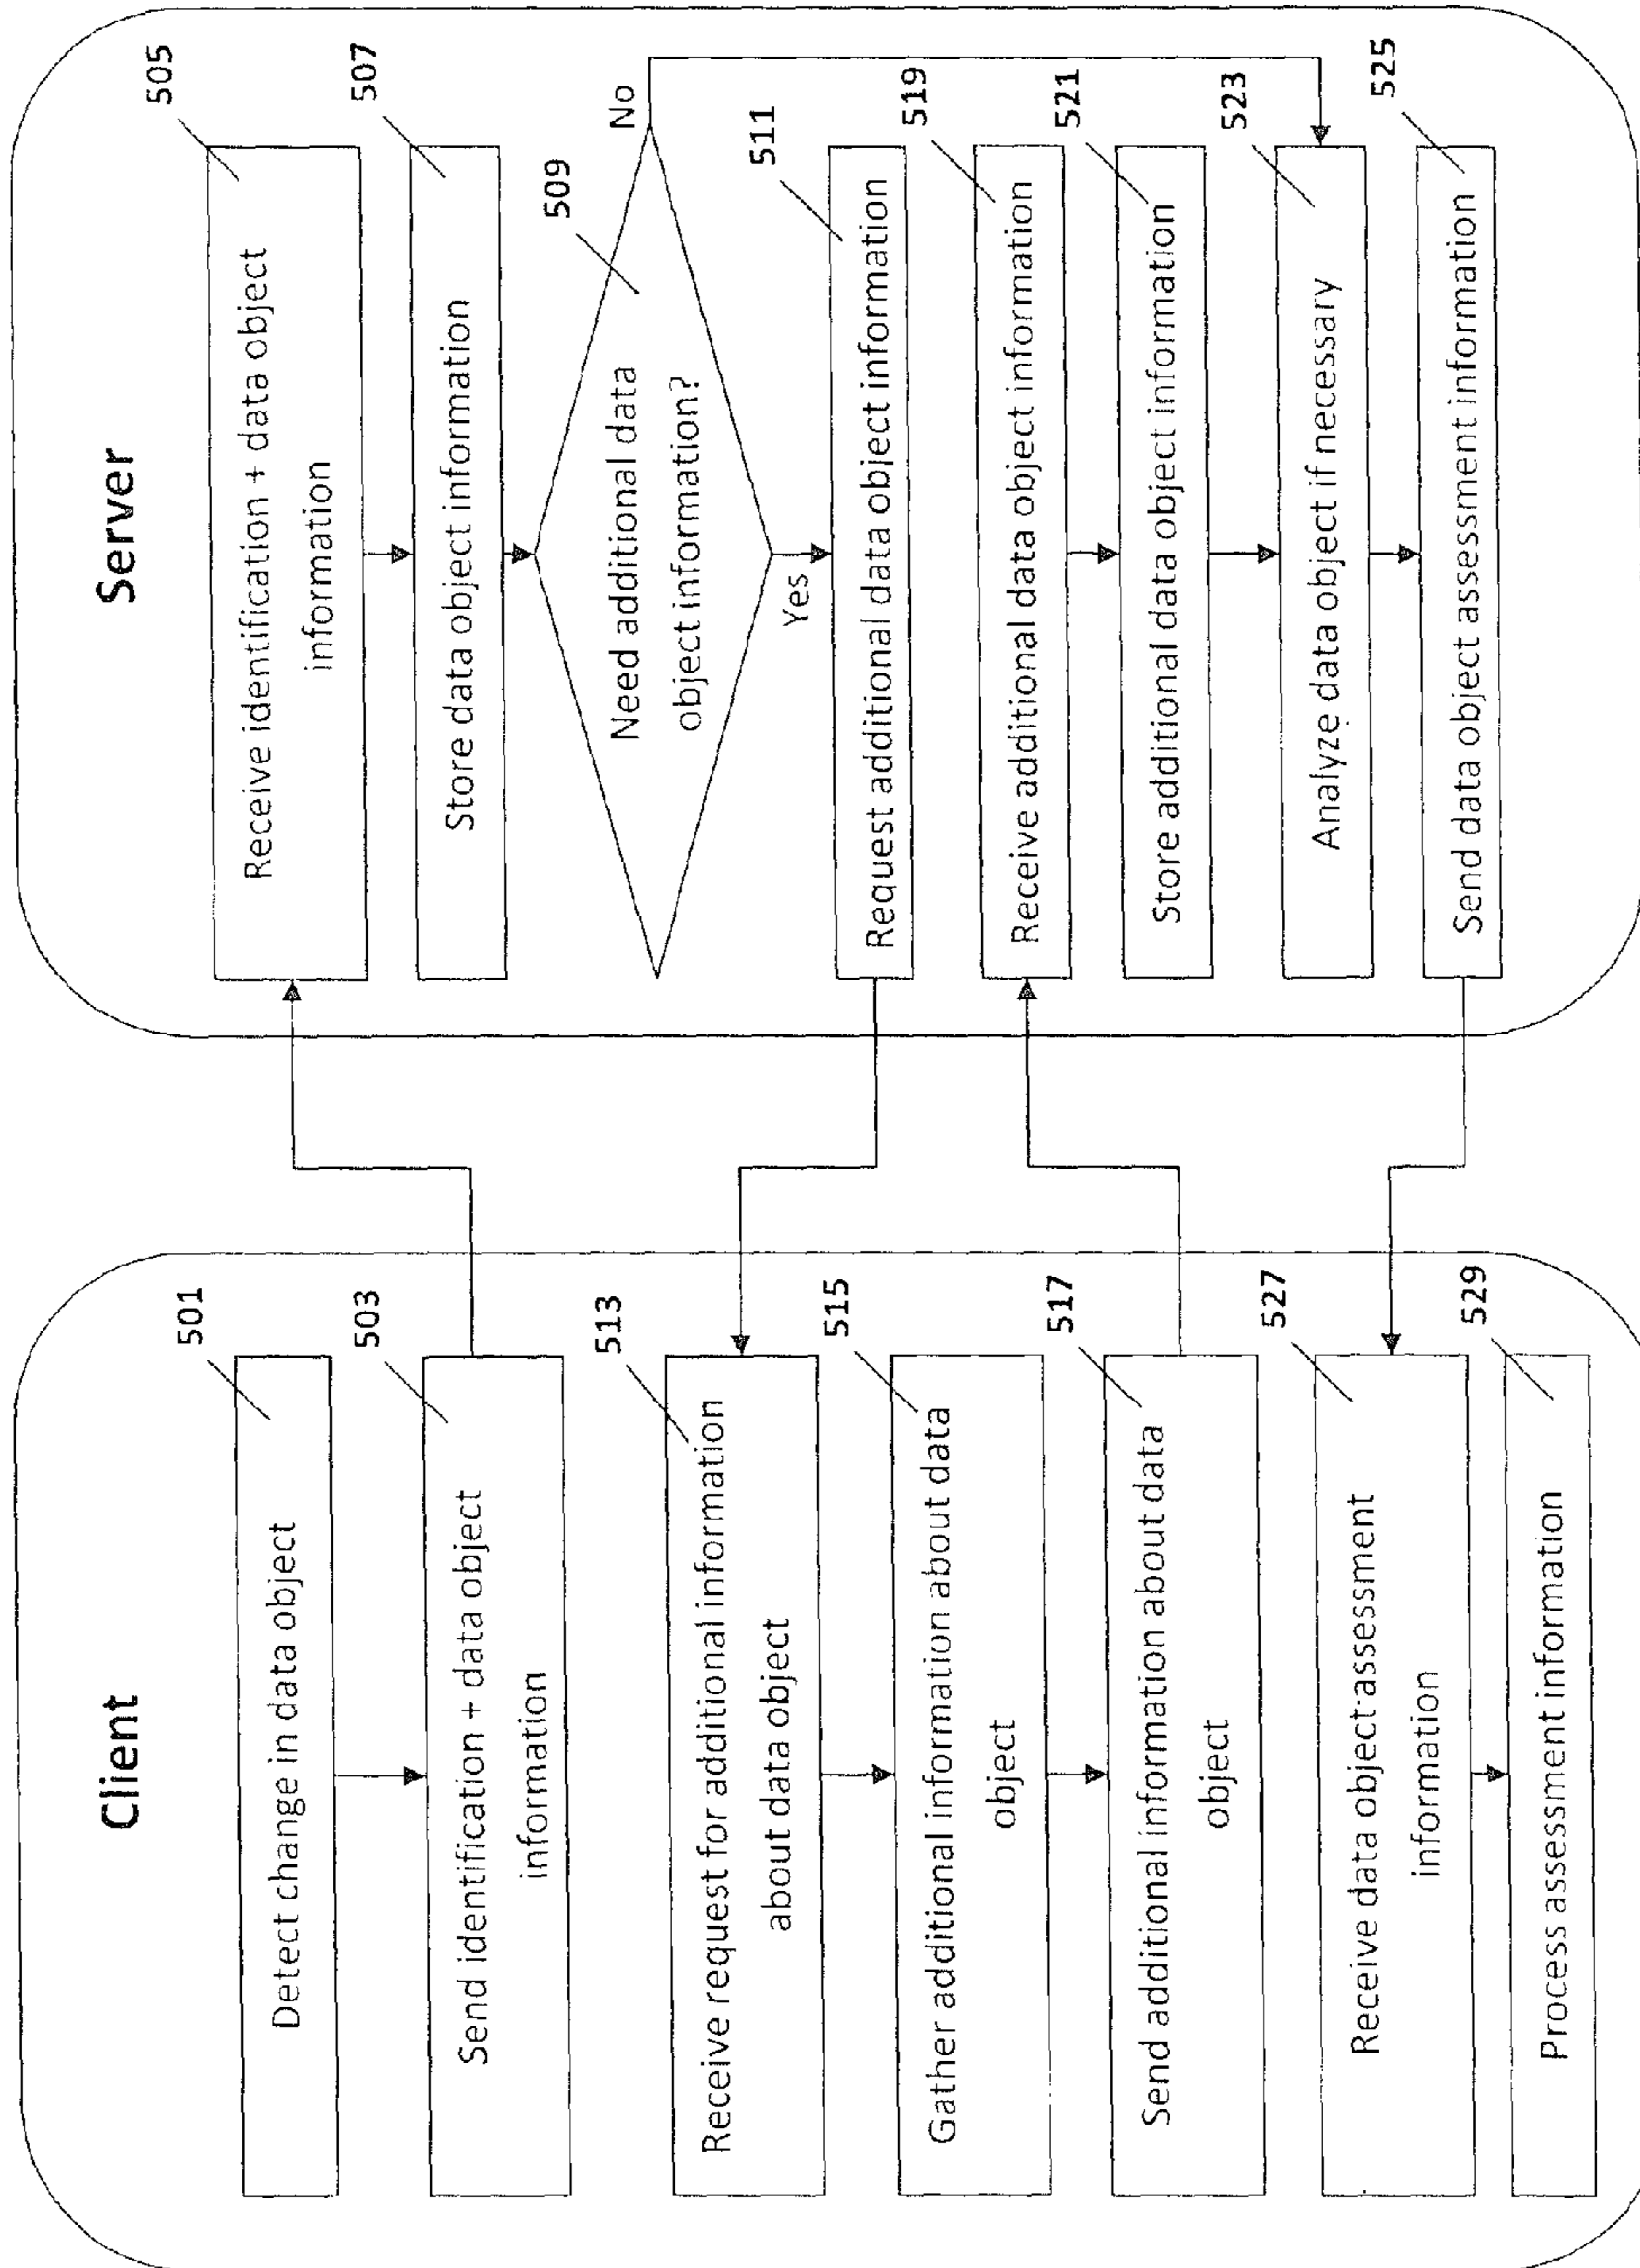 Client
501
Detect change in data object
503
Send identification + data object
information
513
Receive request for additional information
about data object
515
Gather additional information about data
object
517
Send additional information about data
object
527
Receive data object assessment
information
529
Process assessment information
Server
505
Receive identification + data object
information
507
Store data object information
509
Need additional data
object information?
No
Yes
511
Request additional data object information
519
Receive additional data object information
521
Store additional data object information
523
Analyze data object if necessary
525
Send data object assessment information